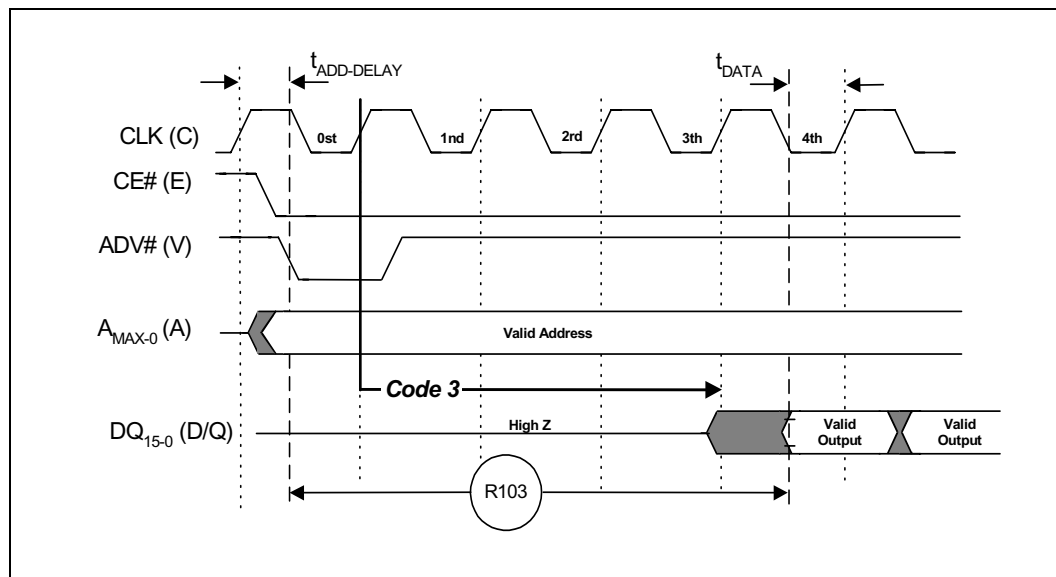 tADD-DELAY
tDATA
CLK (C)
0st 1nd 2rd 3th 4th
CE# (E)
ADV# (V)
AMAX-0 (A)
Valid Address
Code 3
DQ15-0 (D/Q)
High Z
Valid Output
Valid Output
R103